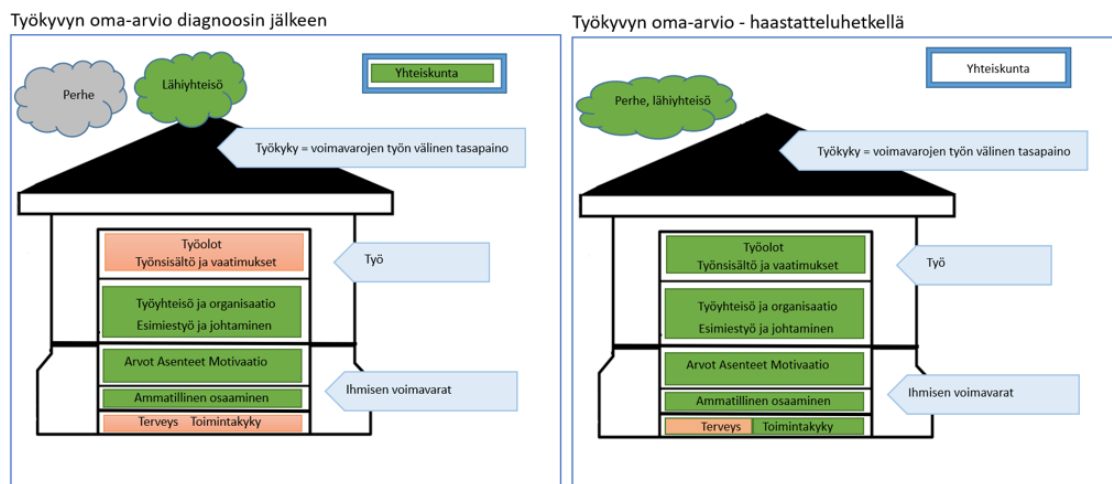 Työkyvyn oma-arvio diagnoosin jälkeen
Perhe
Lähiyhteisö
Yhteiskunta
Työkyky = voimavarojen työn välinen tasapaino
Työolot
Työnsisältö ja vaatimukset
Työ
Työyhteisö ja organisaatio
Esimiestyö ja johtaminen
Arvot Asenteet Motivaatio
Ihmisen voimavarat
Ammatillinen osaaminen
Terveys Toimintakyky
Työkyvyn oma-arvio - haastatteluhetkellä
Perhe, lähiyhteisö
Yhteiskunta
Työkyky = voimavarojen työn välinen tasapaino
Työolot
Työnsisältö ja vaatimukset
Työ
Työyhteisö ja organisaatio
Esimiestyö ja johtaminen
Arvot Asenteet Motivaatio
Ihmisen voimavarat
Ammatillinen osaaminen
Terveys Toimintakyky